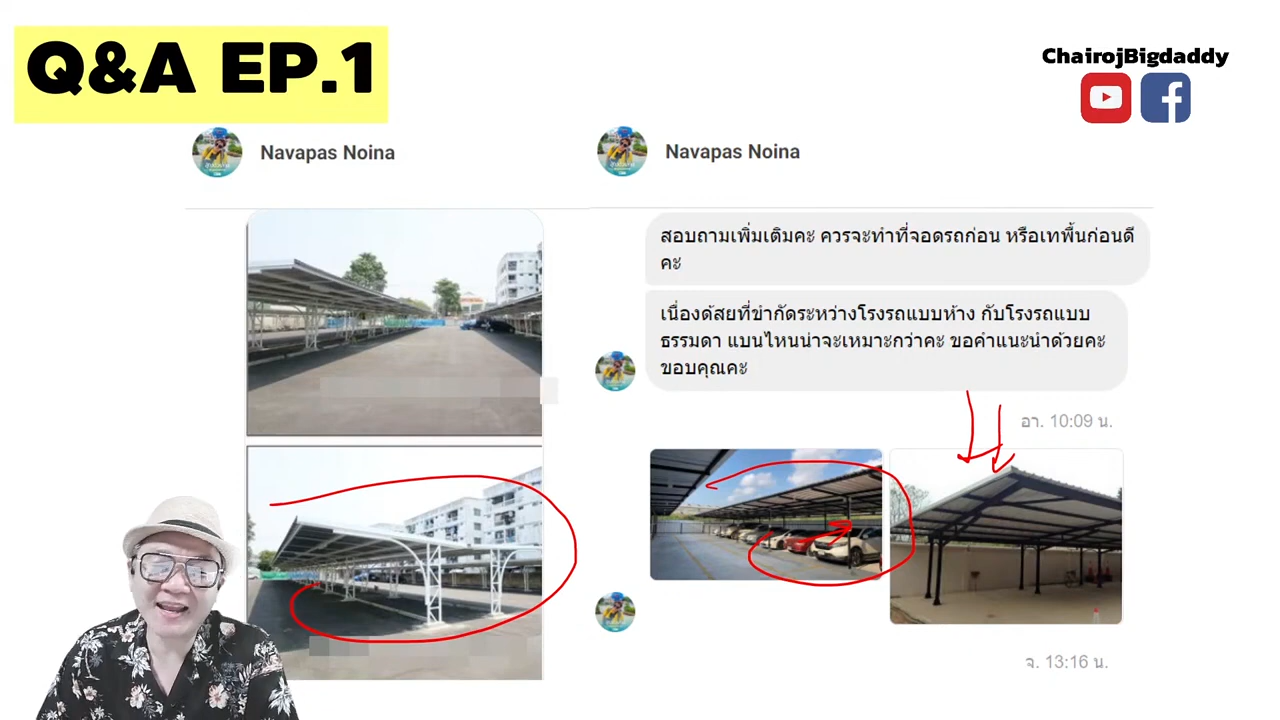 Q&A EP.1
ChairojBigdaddy
Navapas Noina
Navapas Noina
สอบถามเพิ่มเติมคะ ควรจะทำที่จอดรถก่อน หรือเทพื้นก่อนดี
คะ
เนื่องด้สยที่ขำกัดระหว่างโรงรถแบบห้าง กับโรงรถแบบ
ธรรมดา แบบไหนน่าจะเหมาะกว่าคะ ขอคำแนะนำด้วยคะ
ขอบคุณคะ
อา. 10:09 น.
จ. 13:16 น.